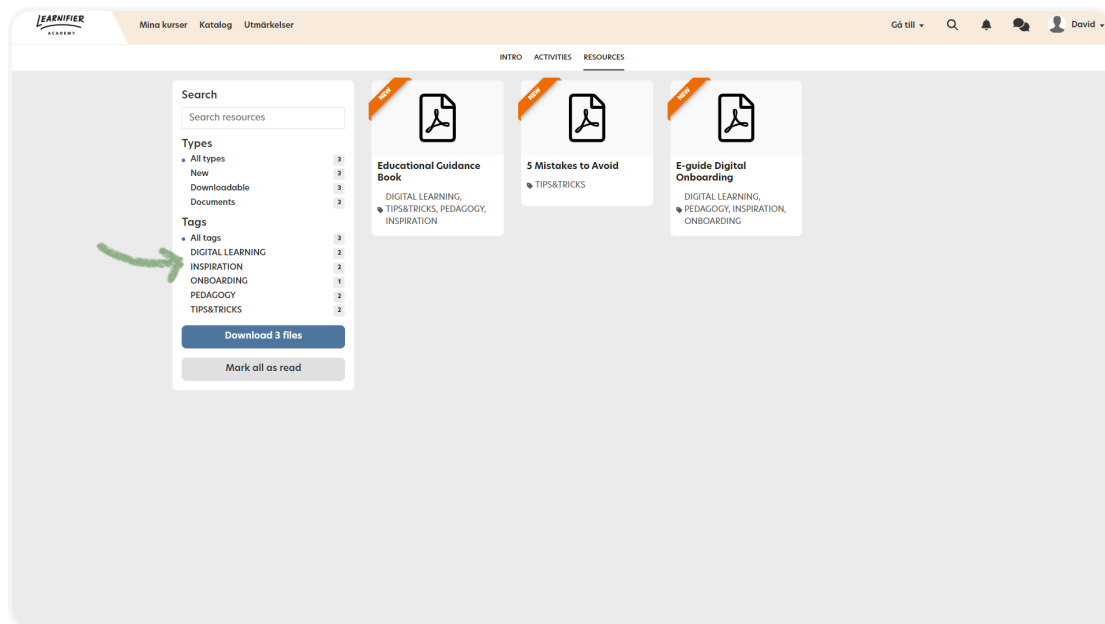 LEARNIFIER
ACADEMY
Mina kurser Katalog Utmärkelser
Gå till
David
INTRO ACTIVITIES RESOURCES
Search
Search resources
Types
All types 3
New 3
Downloadable 3
Documents 3
Tags
All tags 3
DIGITAL LEARNING 2
INSPIRATION 2
ONBOARDING 1
PEDAGOGY 2
TIPS&TRICKS 2
Download 3 files
Mark all as read
NEW
Educational Guidance
Book
DIGITAL LEARNING,
TIPS&TRICKS, PEDAGOGY,
INSPIRATION
NEW
5 Mistakes to Avoid
TIPS&TRICKS
NEW
E-guide Digital
Onboarding
DIGITAL LEARNING,
PEDAGOGY, INSPIRATION,
ONBOARDING